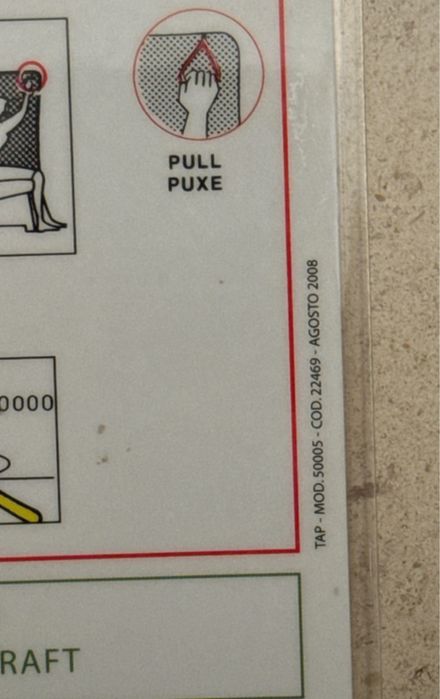 PULL
PUXE
0000
TAP - MOD. 50005 - COD. 22469 - AGOSTO 2008
RAFT